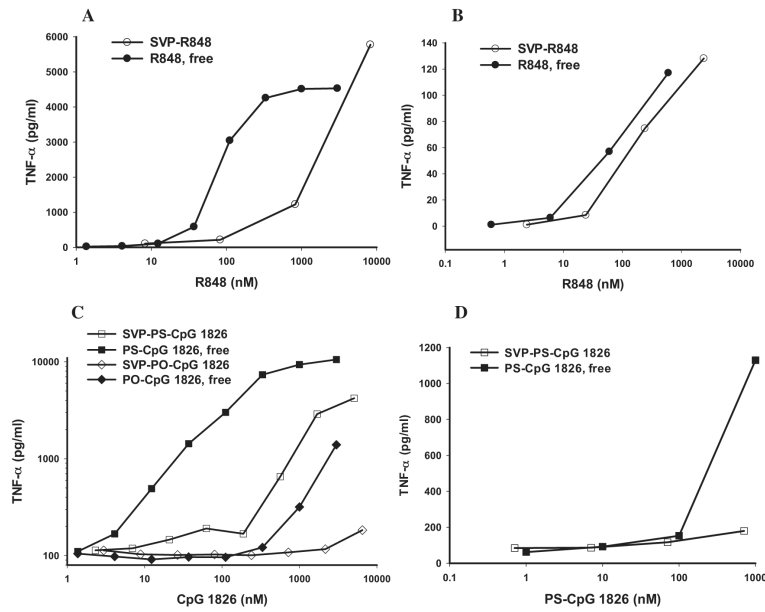 A
SVP-R848
R848, free
TNF-α (pg/ml)
6000
5000
4000
3000
2000
1000
0
1
10
100
1000
10000
R848 (nM)
B
SVP-R848
R848, free
TNF-α (pg/ml)
140
120
100
80
60
40
20
0
0.1
1
10
100
1000
10000
R848 (nM)
C
SVP-PS-CpG 1826
PS-CpG 1826, free
SVP-PO-CpG 1826
PO-CpG 1826, free
TNF-α (pg/ml)
10000
1000
100
1
10
100
1000
10000
CpG 1826 (nM)
D
SVP-PS-CpG 1826
PS-CpG 1826, free
TNF-α (pg/ml)
1200
1000
800
600
400
200
0
0.1
1
10
100
1000
PS-CpG 1826 (nM)